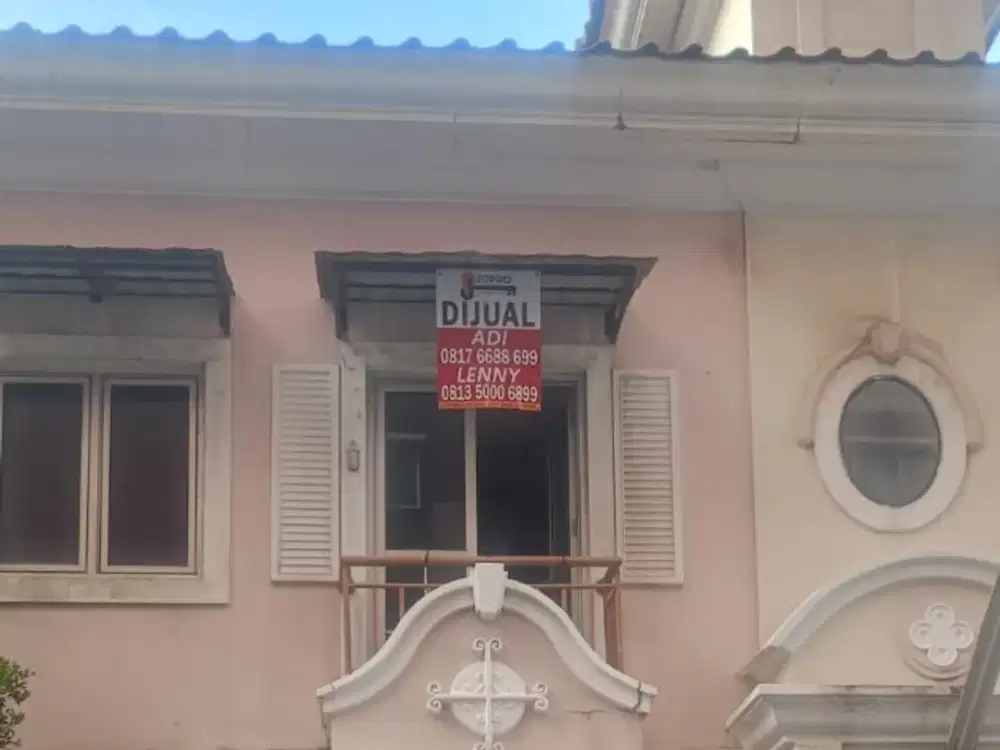 DIJUAL
ADI
0817 6688 699
LENNY
0813 5000 6899